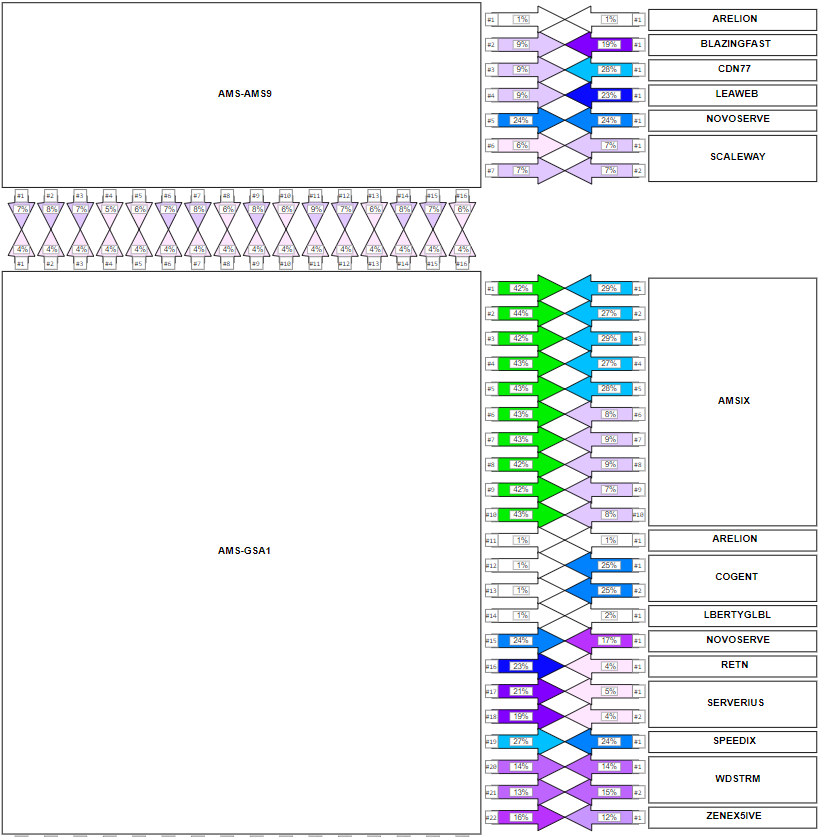 #1 1% 1% #1 ARELION
#2 9% 19% #1 BLAZINGFAST
#3 9% 28% #1 CDN77
AMS-AMS9 #4 9% 23% #1 LEAWEB
#5 24% 24% #1 NOVOSERVE
#6 6% 7% #1 SCALEWAY
#7 7% 7% #2
#1 #2 #3 #4 #5 #6 #7 #8 #9 #10 #11 #12 #13 #14 #15 #16
7% 8% 7% 5% 6% 7% 8% 6% 8% 6% 9% 7% 6% 8% 7% 6%
4% 4% 4% 4% 4% 4% 4% 4% 4% 4% 4% 4% 4% 4% 4% 4%
#1 #2 #3 #4 #5 #6 #7 #8 #9 #10 #11 #12 #13 #14 #15 #16
#1 42% 29% #1
#2 44% 27% #2
#3 42% 29% #3
#4 43% 27% #4
#5 43% 28% #5
AMSIX
#6 43% 8% #6
#7 43% 9% #7
#8 42% 9% #8
#9 42% 7% #9
#10 43% 8% #10
#11 1% 1% #1 ARELION
AMS-GSA1
#12 1% 25% #1 COGENT
#13 1% 25% #2
#14 1% 2% #1 LBERTYGLBL
#15 24% 17% #1 NOVOSERVE
#16 23% 4% #1 RETN
#17 21% 5% #1 SERVERIUS
#18 19% 4% #2
#19 27% 24% #1 SPEEDIX
#20 14% 14% #1 WDSTRM
#21 13% 15% #2
#22 16% 12% #1 ZENEX5IVE